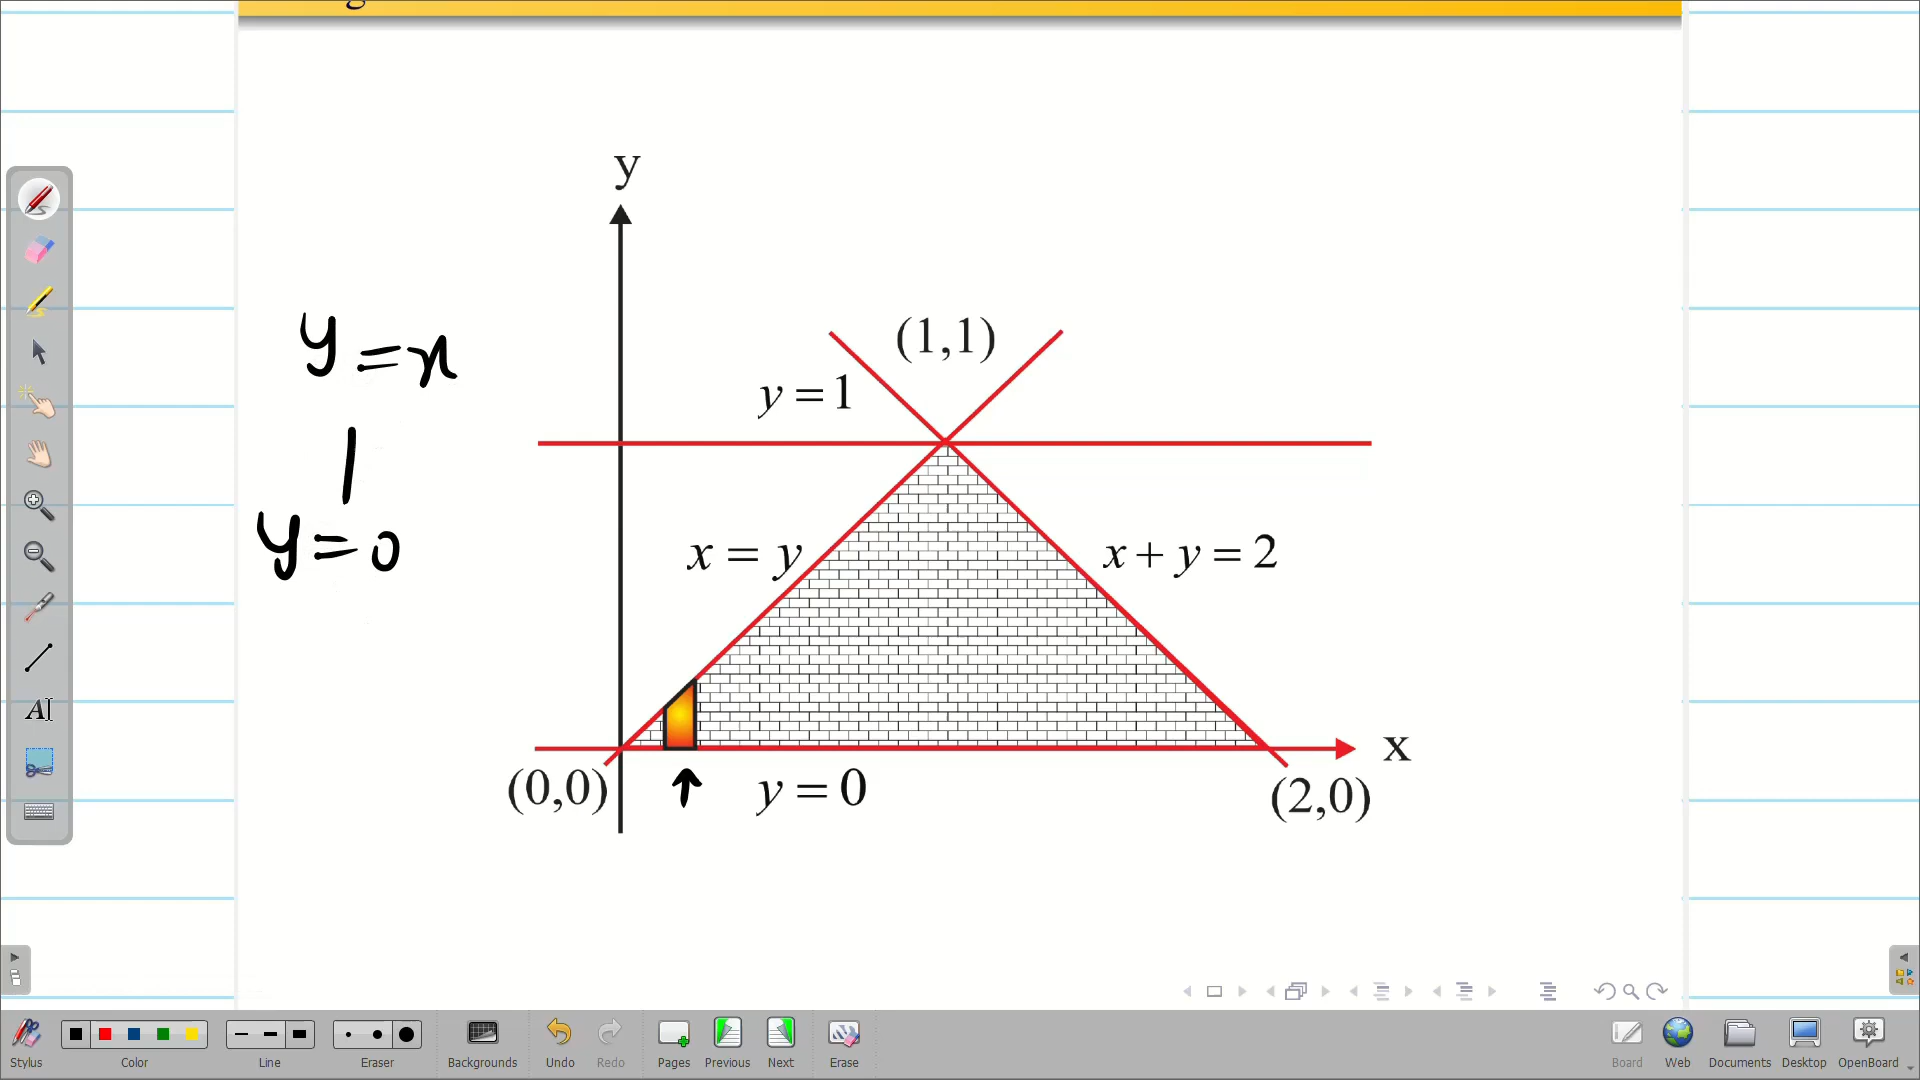 y
(1,1)
y = x
y = 1
x = y
x + y = 2
y = 0
x
(0,0)
y = 0
(2,0)
A
Stylus
Color
Line
Eraser
Backgrounds
Undo
Redo
Pages
Previous
Next
Erase
Board
Web
Documents
Desktop
OpenBoard